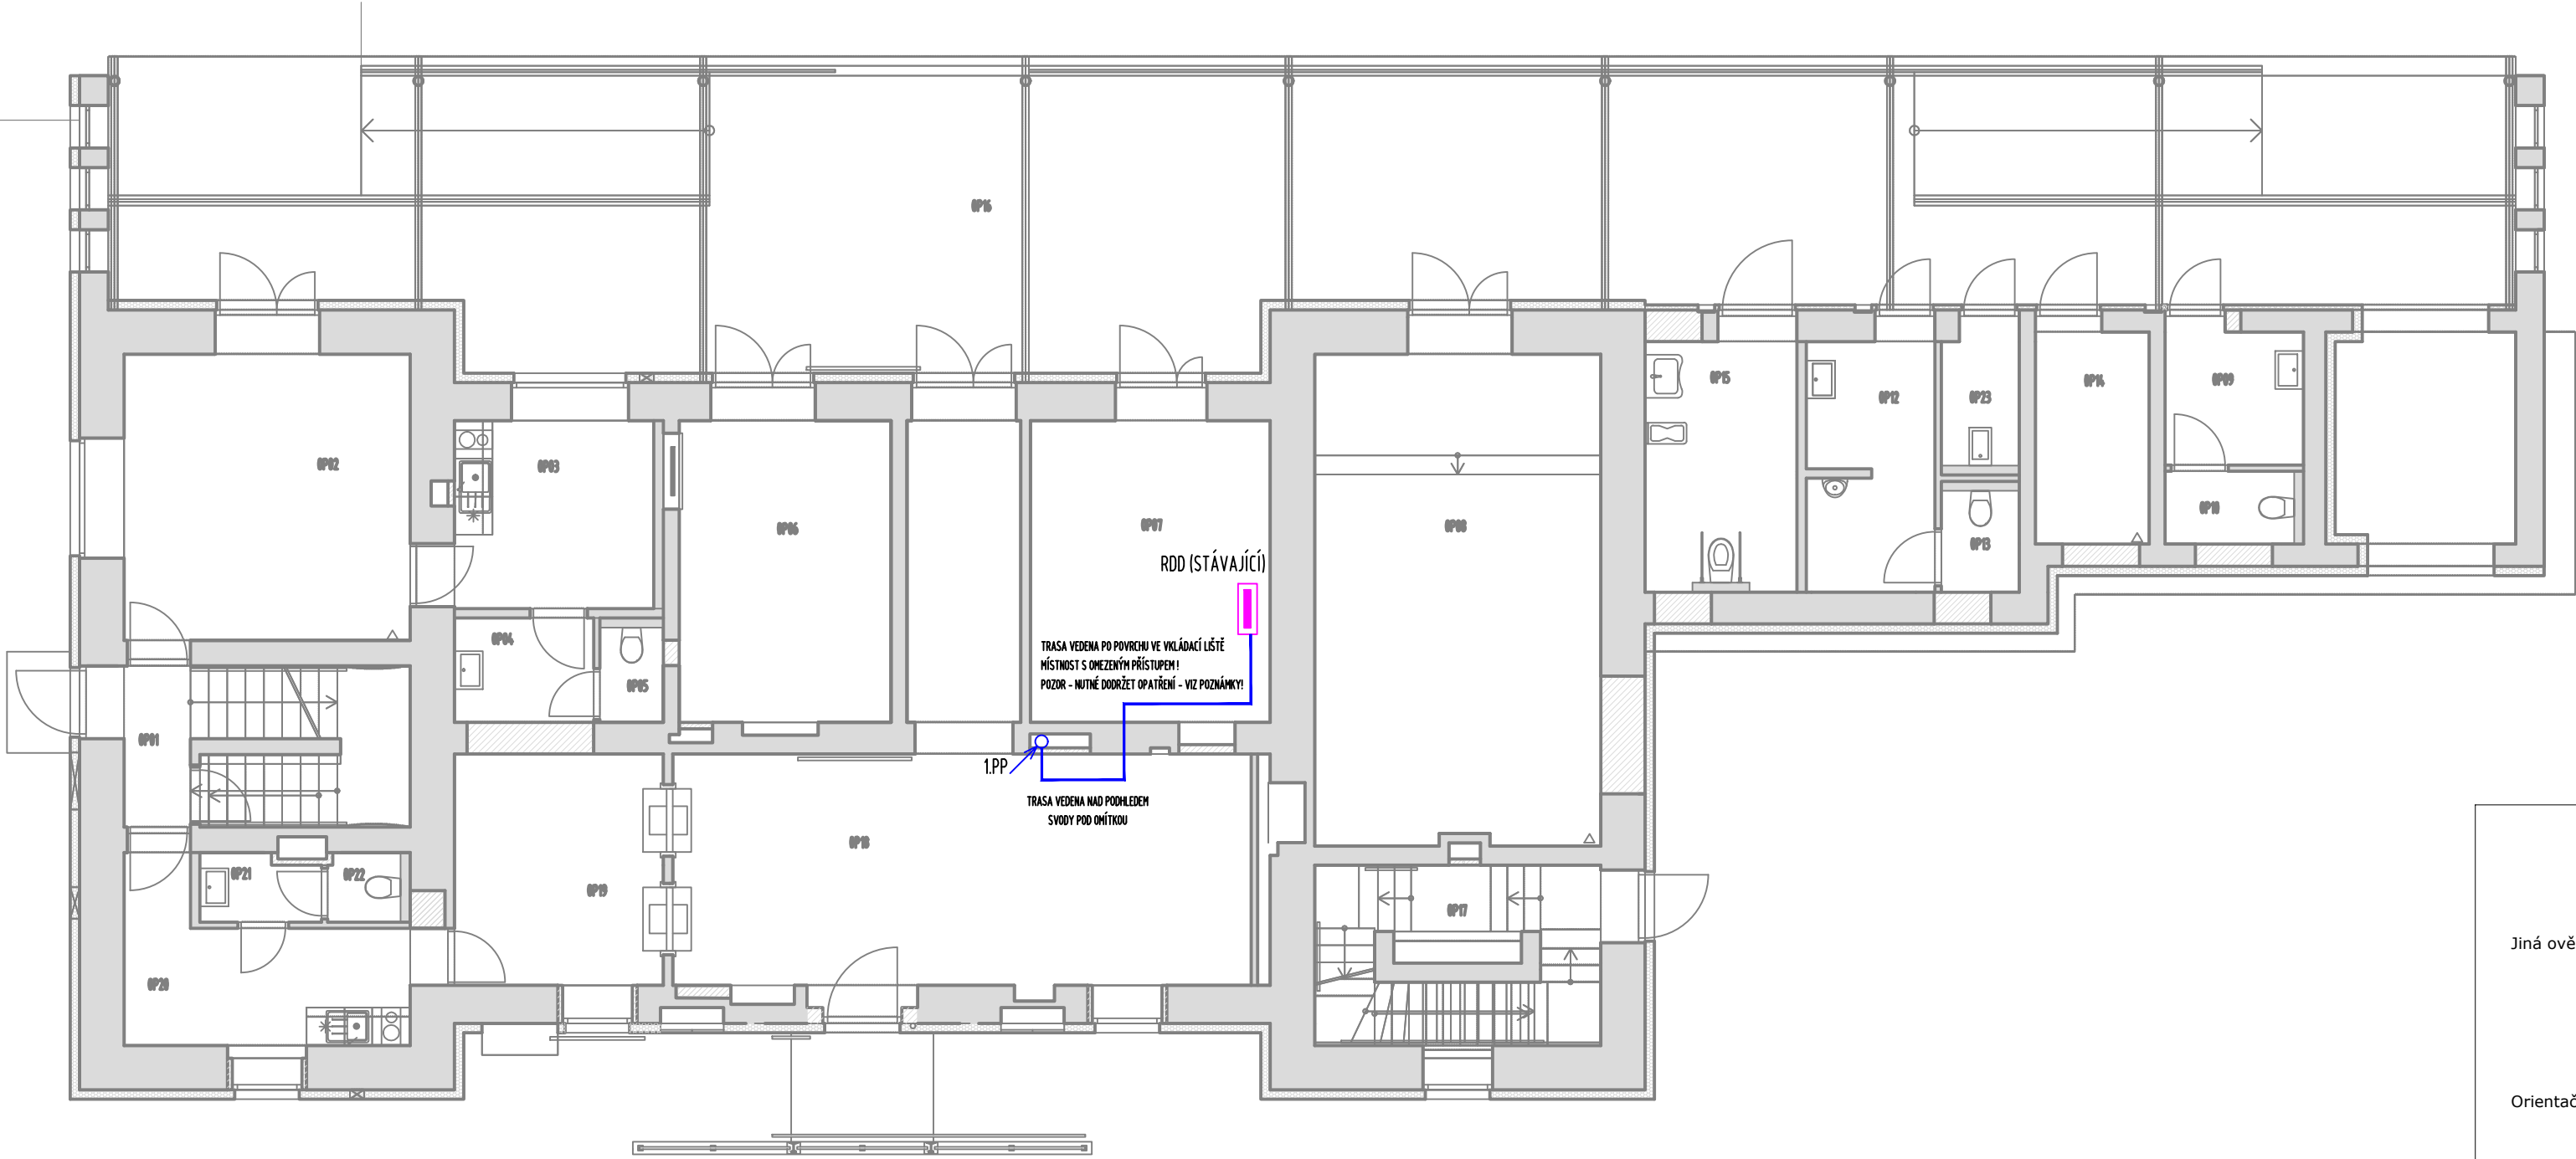 0P16
0P15
0P14
0P09
0P12
0P23
0P02
0P03
0P10
0P06
0P07
0P08
0P13
RDD (STÁVAJÍCÍ)
0P04
TRASA VEDENA PO POVRCHU VE VKLÁDACÍ LIŠTĚ
MÍSTNOST S OMEZENÝM PŘÍSTUPEM !
POZOR - NUTNÉ DODRŽET OPATŘENÍ - VIZ POZNÁMKY!
0P05
0P01
1.PP
TRASA VEDENA NAD PODHLEDEM
SVODY POD OMÍTKOU
0P18
0P21
0P22
0P19
0P17
Jiná ově
0P20
Orientač